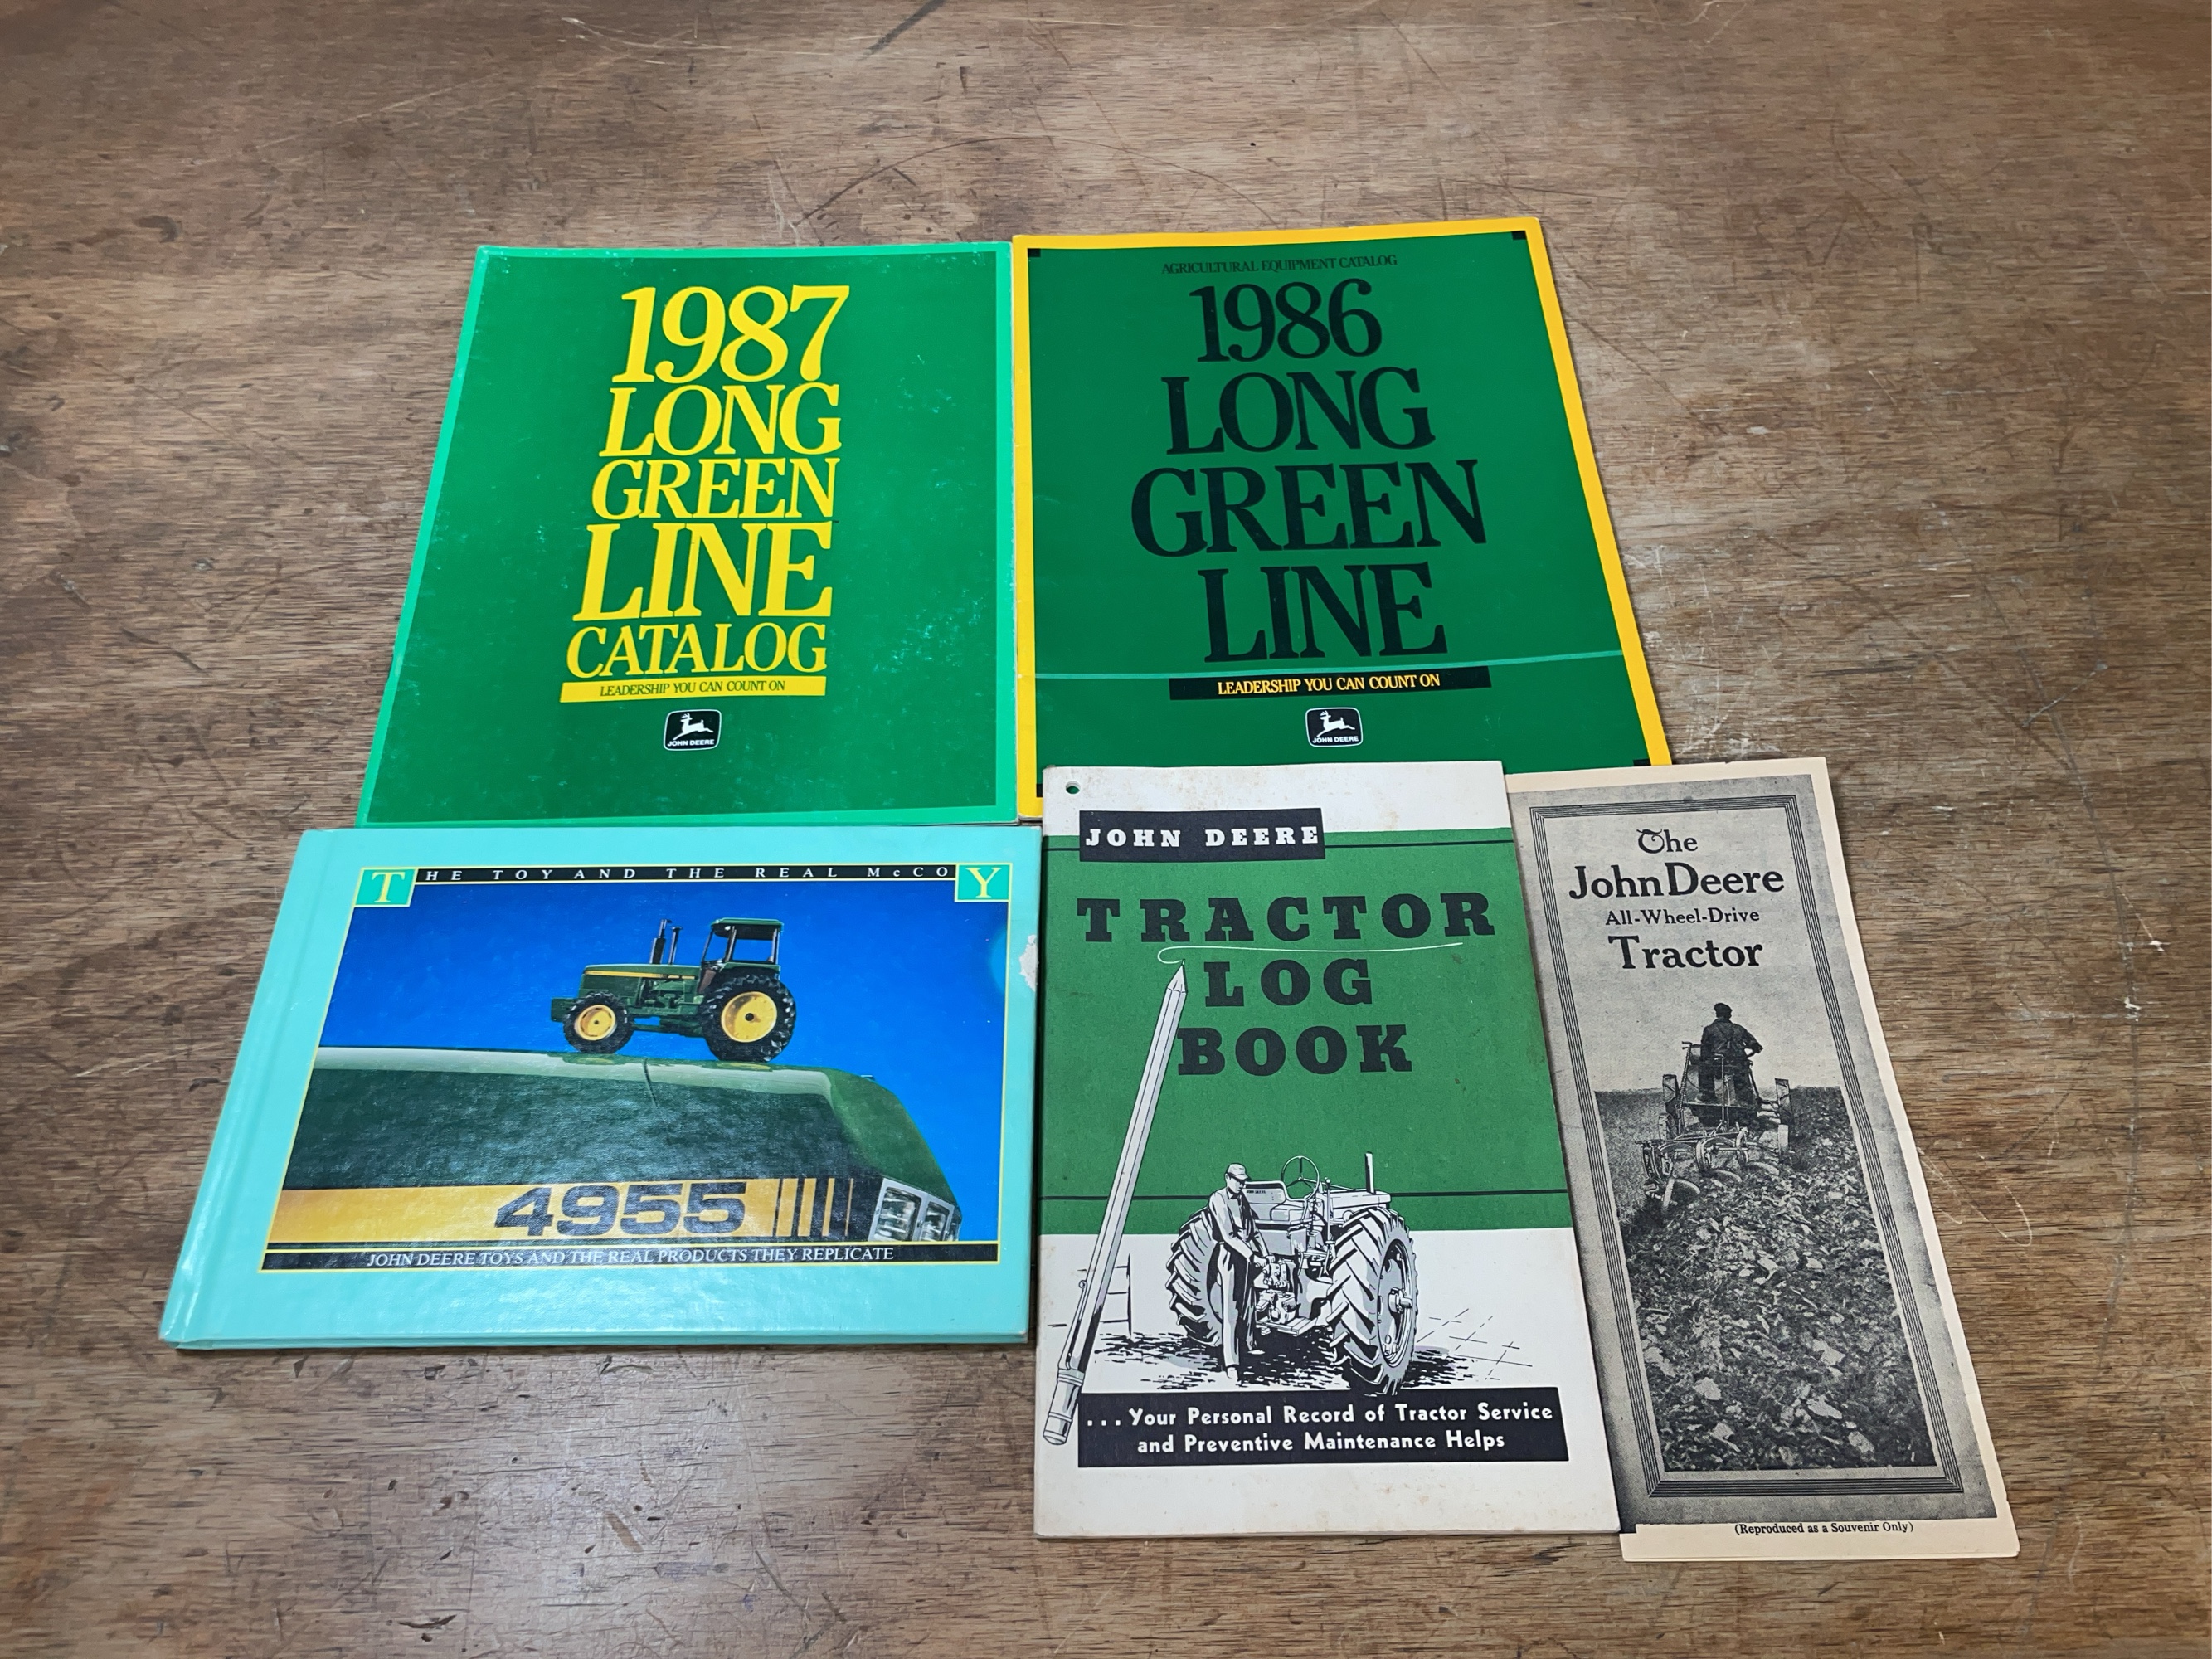 1987
LONG
GREEN
LINE
CATALOG
LEADERSHIP YOU CAN COUNT ON
JOHN DEERE
AGRICULTURAL EQUIPMENT CATALOG
1986
LONG
GREEN
LINE
LEADERSHIP YOU CAN COUNT ON
JOHN DEERE
THE TOY AND THE REAL McCOY
4955
JOHN DEERE TOYS AND THE REAL PRODUCTS THEY REPLICATE
JOHN DEERE
TRACTOR
LOG
BOOK
...Your Personal Record of Tractor Service
and Preventive Maintenance Helps
The
John Deere
All-Wheel-Drive
Tractor
(Reproduced as a Souvenir Only)